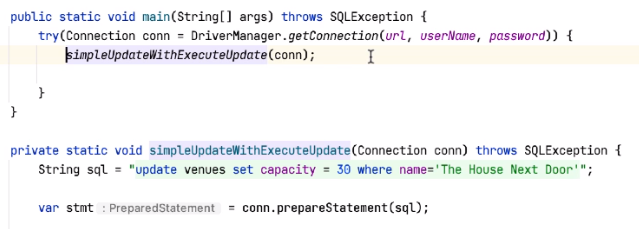 public static void main(String[] args) throws SQLException {
try(Connection conn = DriverManager.getConnection(url, userName, password)) {
simpleUpdateWithExecuteUpdate(conn);
}
}
private static void simpleUpdateWithExecuteUpdate(Connection conn) throws SQLException {
String sql = "update venues set capacity = 30 where name='The House Next Door'";
var stmt : PreparedStatement = conn.prepareStatement(sql);